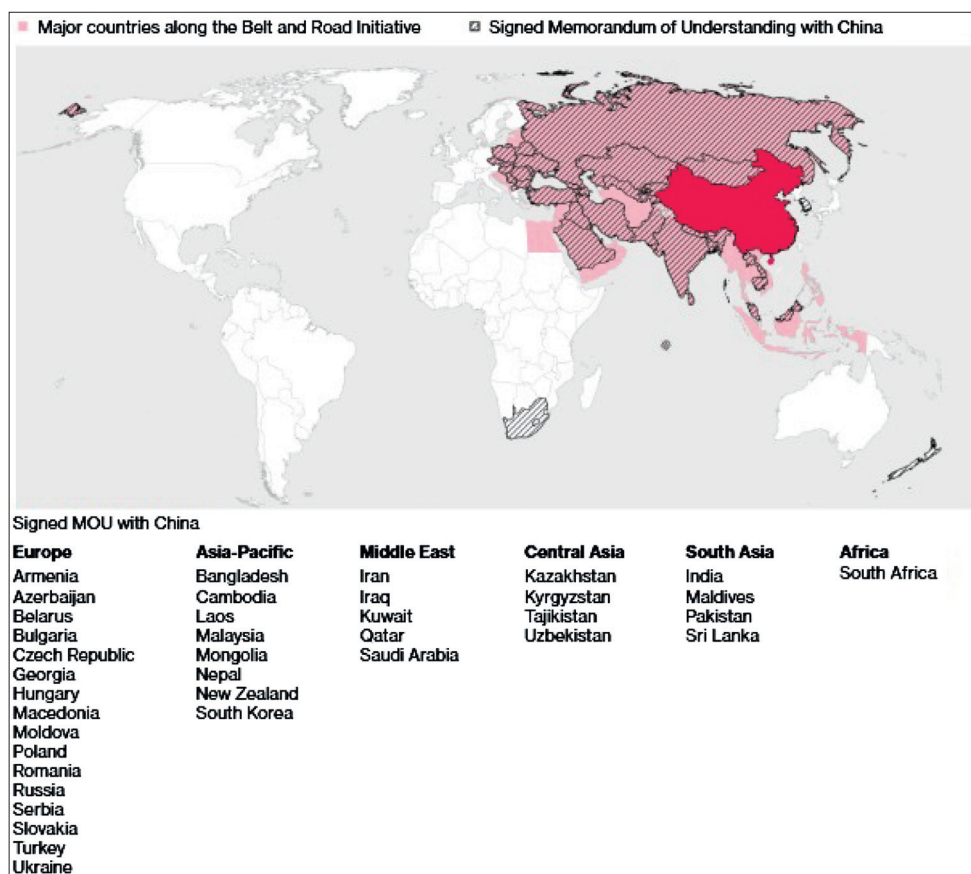 Major countries along the Belt and Road Initiative
Signed Memorandum of Understanding with China
Signed MOU with China
Europe
Armenia
Azerbaijan
Belarus
Bulgaria
Czech Republic
Georgia
Hungary
Macedonia
Moldova
Poland
Romania
Russia
Serbia
Slovakia
Turkey
Ukraine
Asia-Pacific
Bangladesh
Cambodia
Laos
Malaysia
Mongolia
Nepal
New Zealand
South Korea
Middle East
Iran
Iraq
Kuwait
Qatar
Saudi Arabia
Central Asia
Kazakhstan
Kyrgyzstan
Tajikistan
Uzbekistan
South Asia
India
Maldives
Pakistan
Sri Lanka
Africa
South Africa